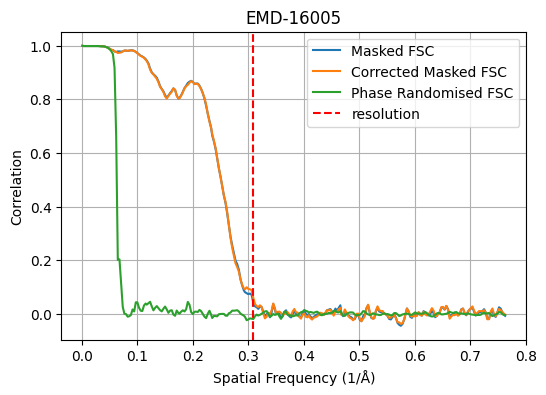 EMD-16005
Correlation
1.0
0.8
0.6
0.4
0.2
0.0
Masked FSC
Corrected Masked FSC
Phase Randomised FSC
resolution
0.0 0.1 0.2 0.3 0.4 0.5 0.6 0.7 0.8
Spatial Frequency (1/Å)